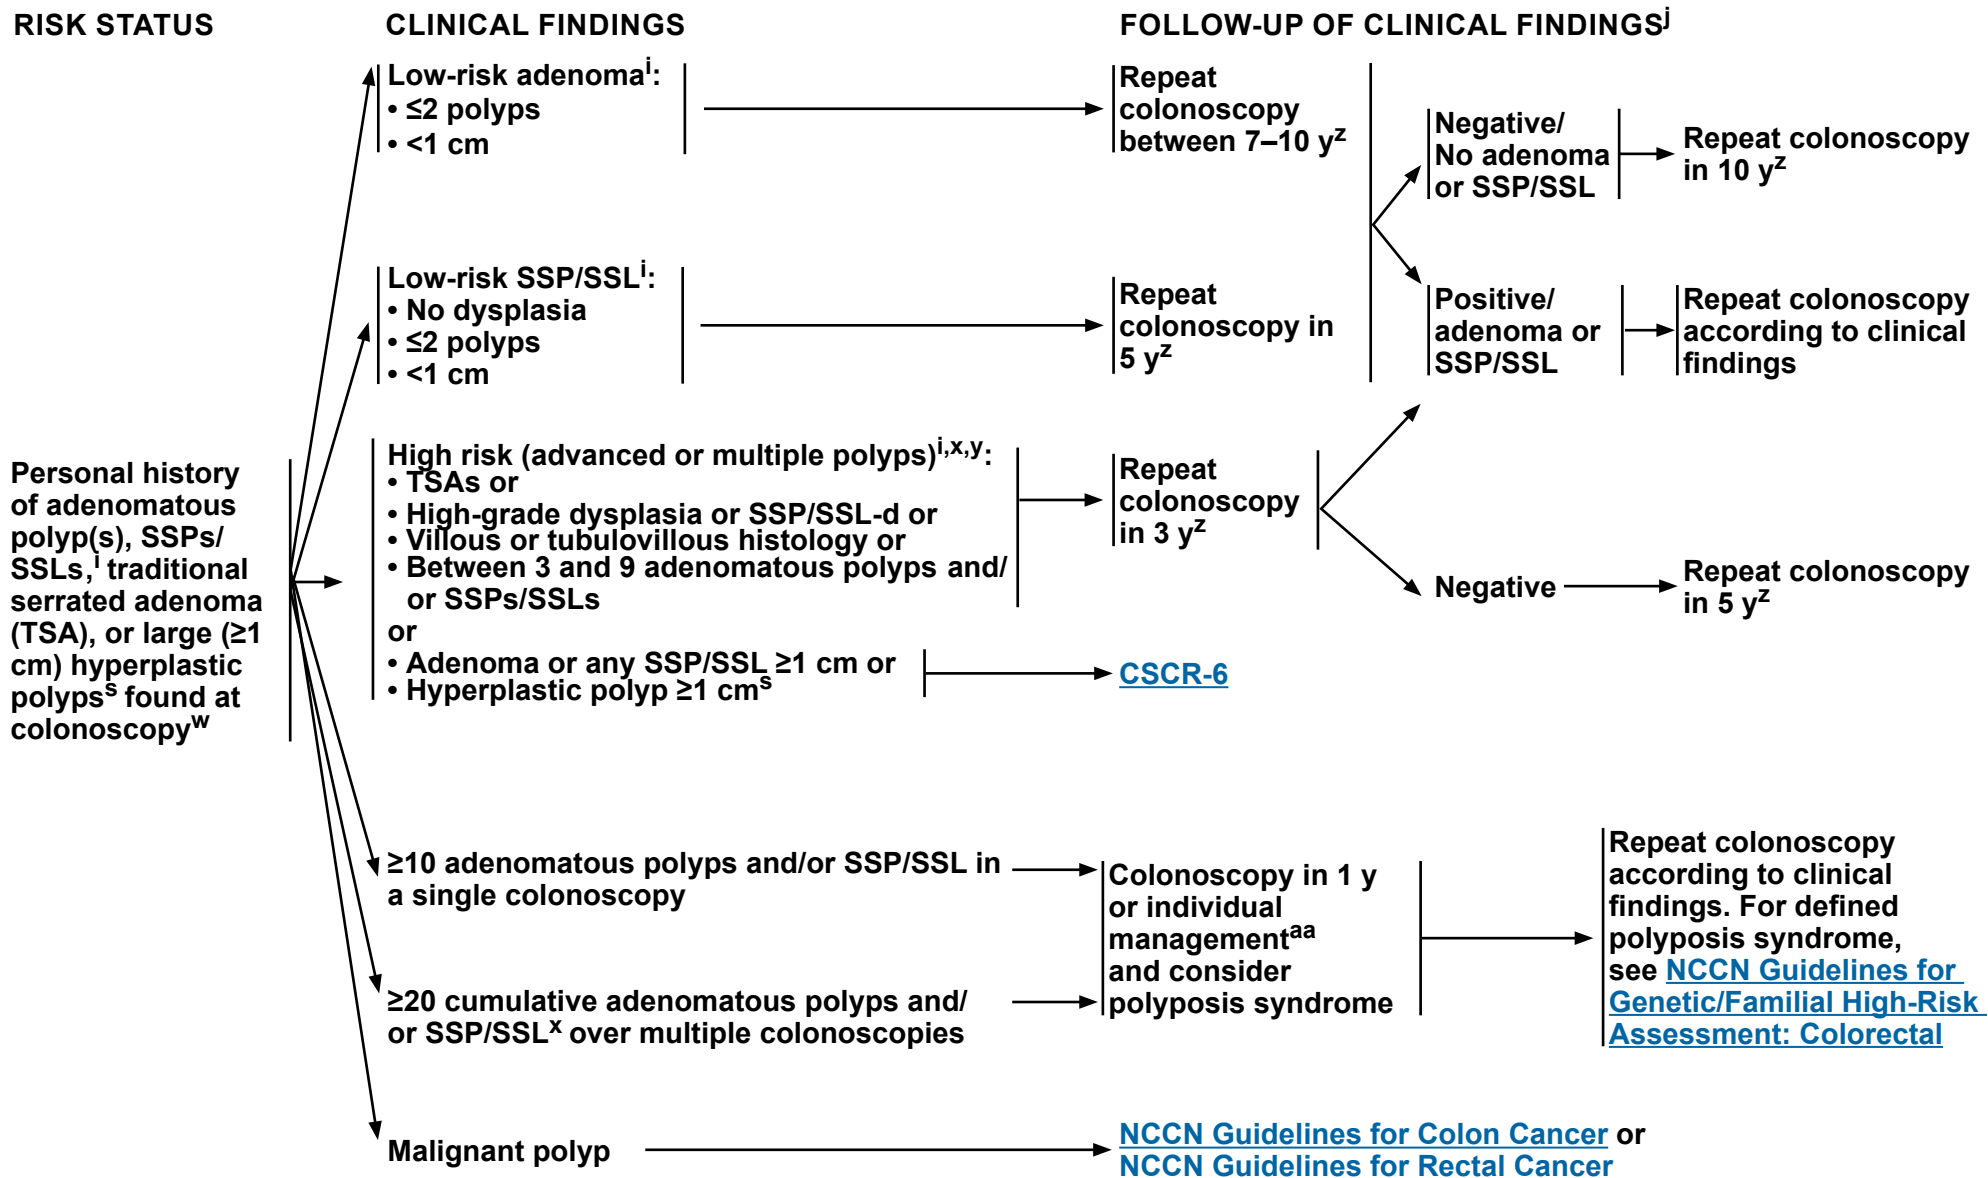 RISK STATUS
CLINICAL FINDINGS
FOLLOW-UP OF CLINICAL FINDINGSj
Personal history
of adenomatous
polyp(s), SSPs/
SSLs,i traditional
serrated adenoma
(TSA), or large (≥1
cm) hyperplastic
polypss found at
colonoscopyw
Low-risk adenomai:
• ≤2 polyps
• <1 cm
Repeat
colonoscopy
between 7–10 yz
Low-risk SSP/SSLi:
• No dysplasia
• ≤2 polyps
• <1 cm
Repeat
colonoscopy in
5 yz
Negative/
No adenoma
or SSP/SSL
Repeat colonoscopy
in 10 yz
Positive/
adenoma or
SSP/SSL
Repeat colonoscopy
according to clinical
findings
High risk (advanced or multiple polyps)i,x,y:
• TSAs or
• High-grade dysplasia or SSP/SSL-d or
• Villous or tubulovillous histology or
• Between 3 and 9 adenomatous polyps and/
or SSPs/SSLs
or
• Adenoma or any SSP/SSL ≥1 cm or
• Hyperplastic polyp ≥1 cms
Repeat
colonoscopy
in 3 yz
Negative
Repeat colonoscopy
in 5 yz
CSCR-6
≥10 adenomatous polyps and/or SSP/SSL in
a single colonoscopy
≥20 cumulative adenomatous polyps and/
or SSP/SSLx over multiple colonoscopies
Colonoscopy in 1 y
or individual
managementaa
and consider
polyposis syndrome
Repeat colonoscopy
according to clinical
findings. For defined
polyposis syndrome,
see NCCN Guidelines for
Genetic/Familial High-Risk
Assessment: Colorectal
Malignant polyp
NCCN Guidelines for Colon Cancer or
NCCN Guidelines for Rectal Cancer